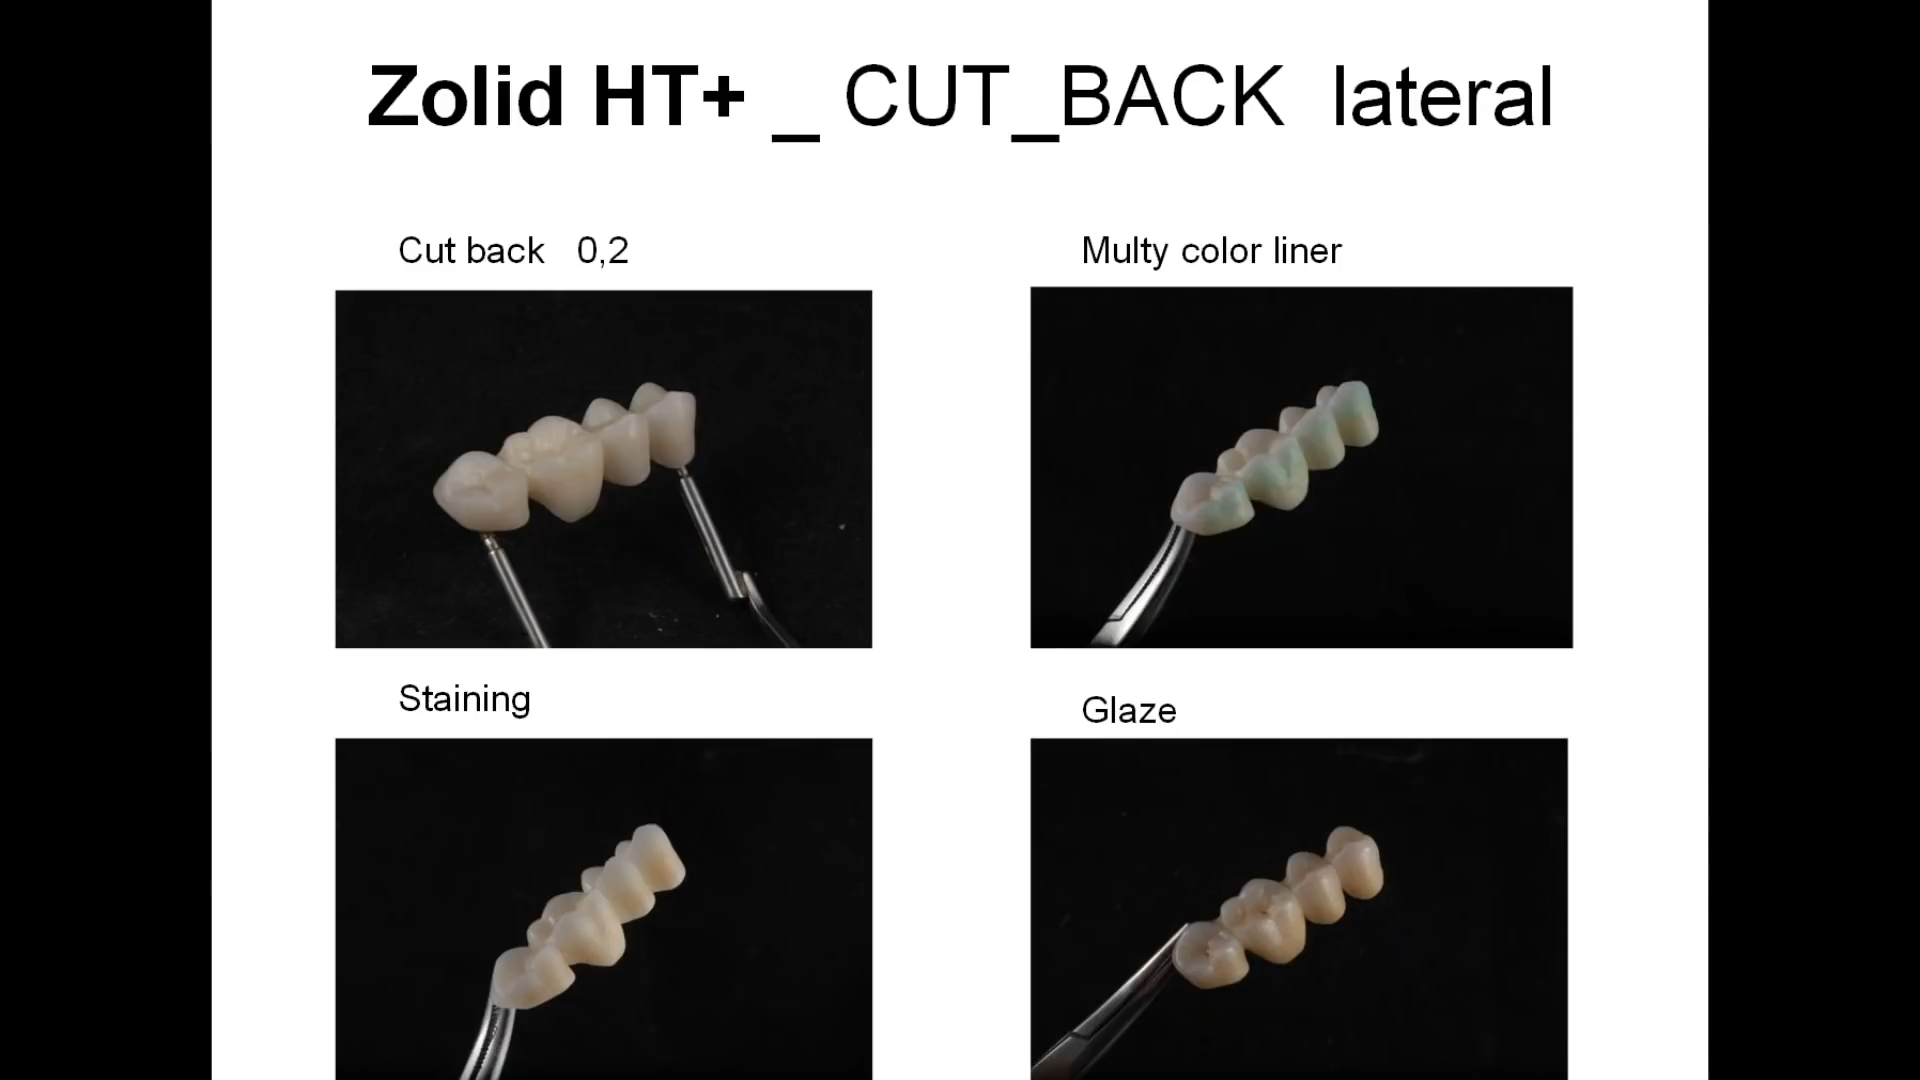 Zolid HT+ _ CUT_BACK lateral
Cut back 0,2
Multy color liner
Staining
Glaze